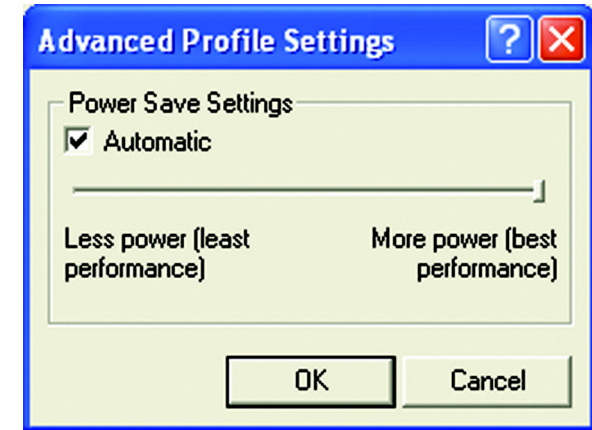 Advanced Profile Settings
Power Save Settings
Automatic
Less power (least
performance)
More power (best
performance)
OK
Cancel